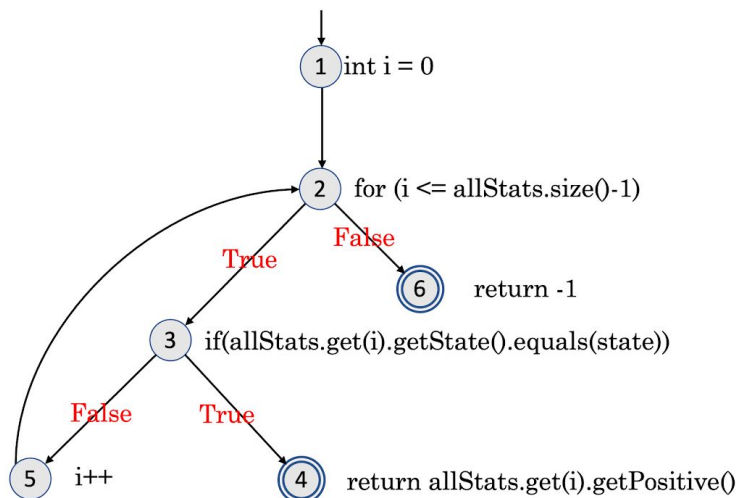 1 int i = 0
2 for (i <= allStats.size()-1)
False
True
6 return -1
3 if(allStats.get(i).getState().equals(state))
False True
5 i++
4 return allStats.get(i).getPositive()